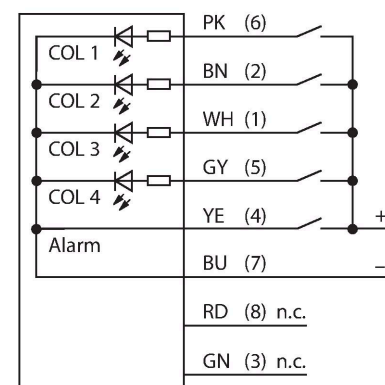 PK (6)
COL 1
BN (2)
COL 2
WH (1)
COL 3
GY (5)
COL 4
YE (4)
+
Alarm
BU (7)
–
RD (8) n.c.
GN (3) n.c.